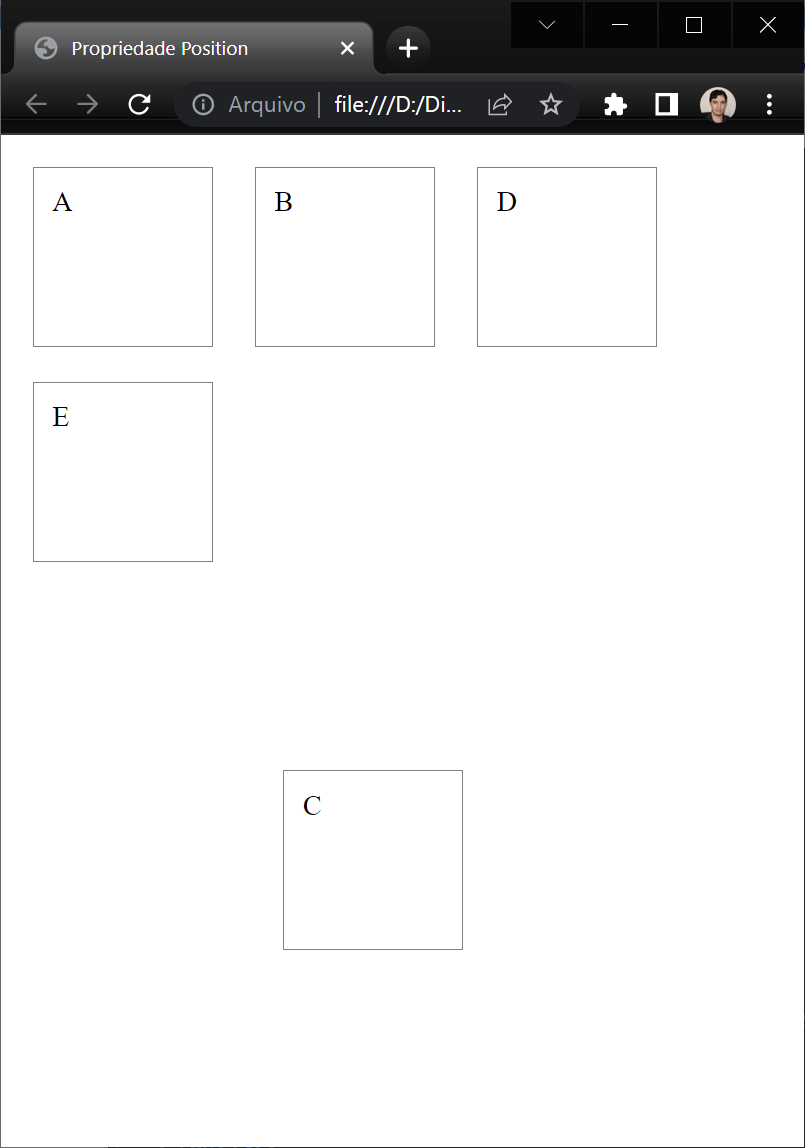 Propriedade Position
Arquivo | file:///D:/Di...
A B D
E
C